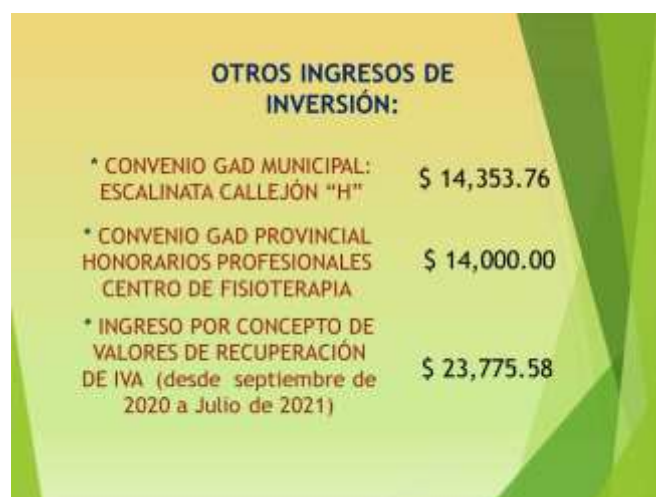 OTROS INGRESOS DE
INVERSIÓN:
* CONVENIO GAD MUNICIPAL:
ESCALINATA CALLEJÓN “H”
$ 14,353.76
* CONVENIO GAD PROVINCIAL
HONORARIOS PROFESIONALES
CENTRO DE FISIOTERAPIA
$ 14,000.00
* INGRESO POR CONCEPTO DE
VALORES DE RECUPERACIÓN
DE IVA (desde septiembre de
2020 a Julio de 2021)
$ 23,775.58